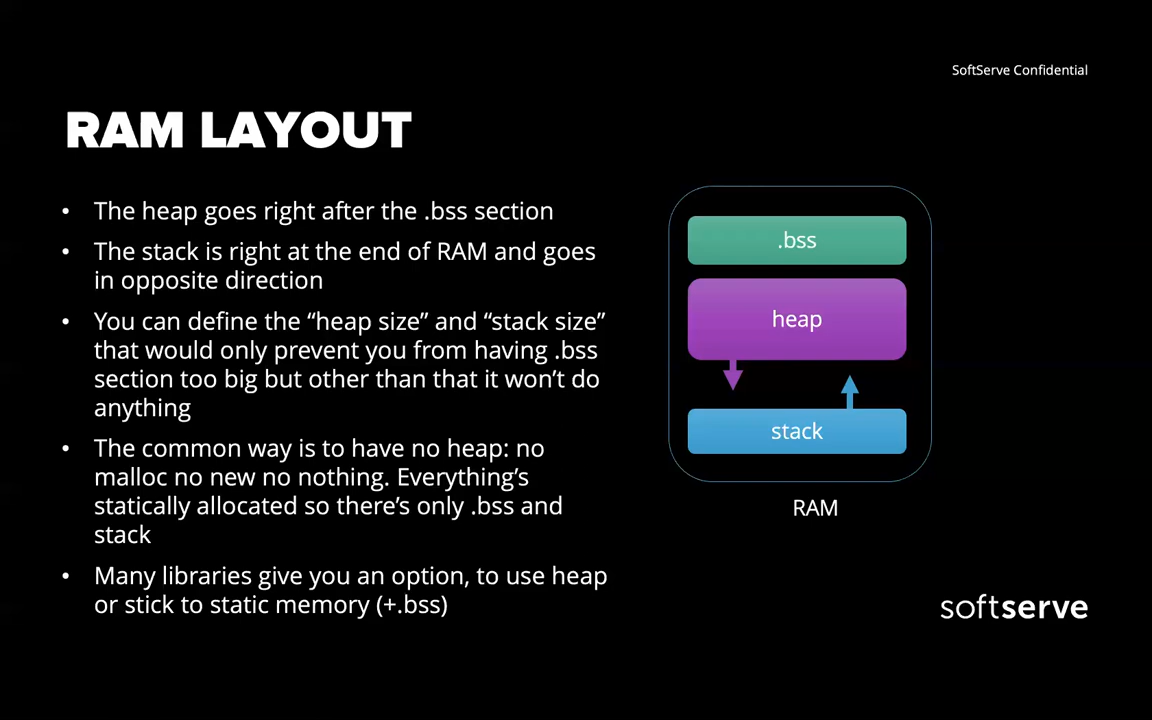 SoftServe Confidential
RAM LAYOUT
• The heap goes right after the .bss section
• The stack is right at the end of RAM and goes
in opposite direction
• You can define the “heap size” and “stack size”
that would only prevent you from having .bss
section too big but other than that it won’t do
anything
• The common way is to have no heap: no
malloc no new no nothing. Everything’s
statically allocated so there’s only .bss and
stack
• Many libraries give you an option, to use heap
or stick to static memory (+.bss)
.bss
heap
stack
RAM
softserve